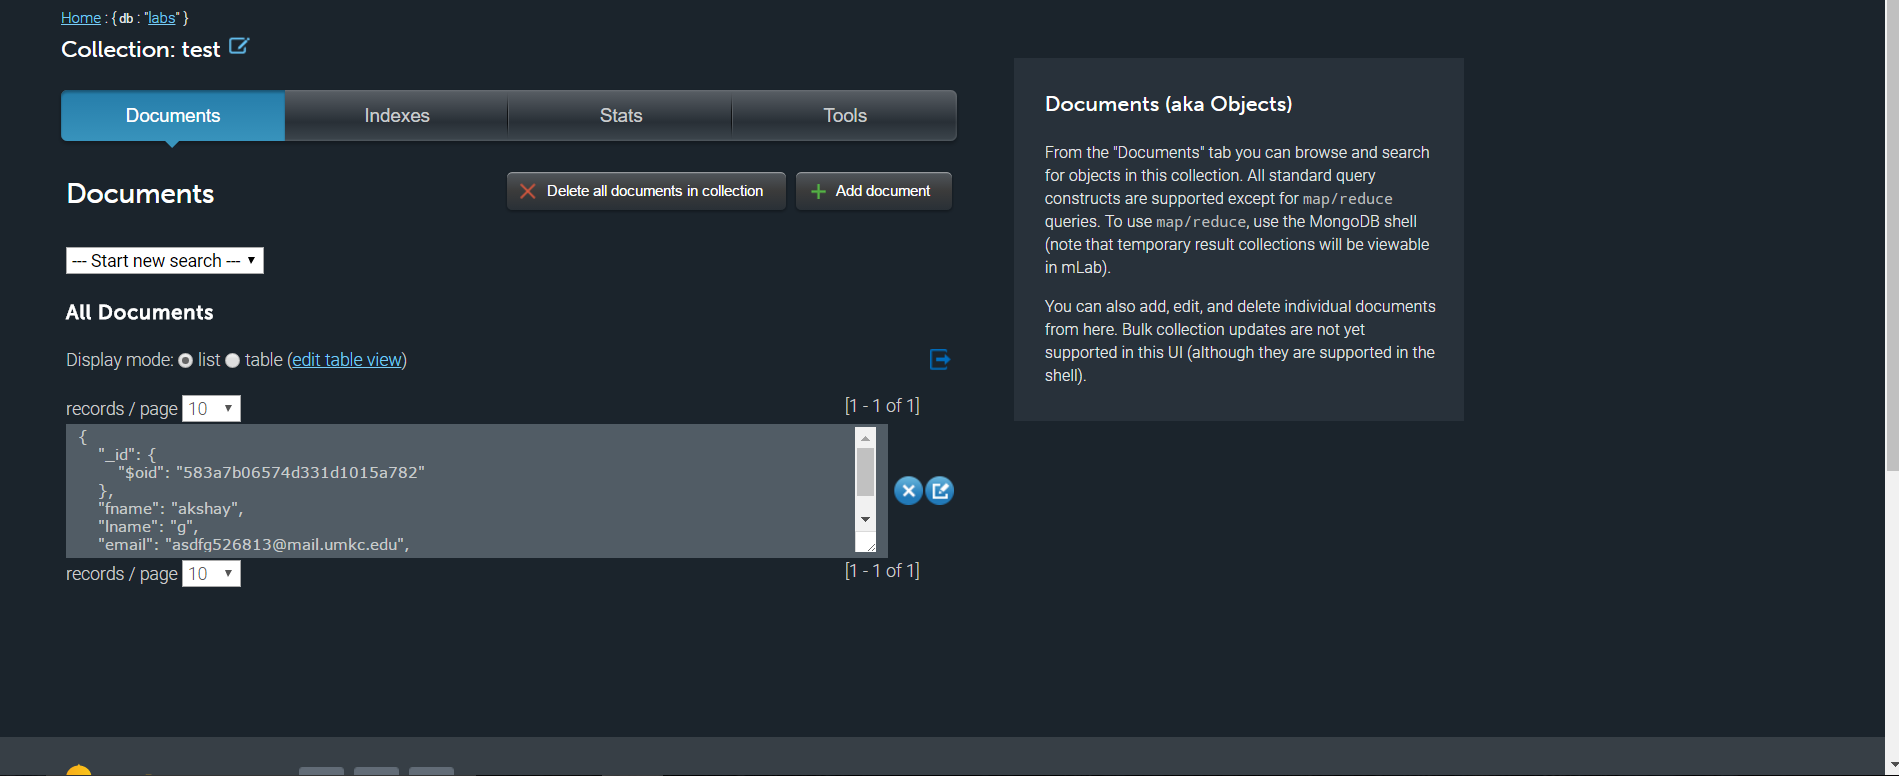 Home : { db : "labs" }
Collection: test
Documents Indexes Stats Tools
Documents
Delete all documents in collection
Add document
--- Start new search ---
All Documents
Display mode: list table (edit table view)
records / page 10 [1 - 1 of 1]
{
"_id": {
"$oid": "583a7b06574d331d1015a782"
},
"fname": "akshay",
"lname": "g",
"email": "asdfg526813@mail.umkc.edu",
records / page 10 [1 - 1 of 1]
Documents (aka Objects)
From the "Documents" tab you can browse and search
for objects in this collection. All standard query
constructs are supported except for map/reduce
queries. To use map/reduce, use the MongoDB shell
(note that temporary result collections will be viewable
in mLab).
You can also add, edit, and delete individual documents
from here. Bulk collection updates are not yet
supported in this UI (although they are supported in the
shell).